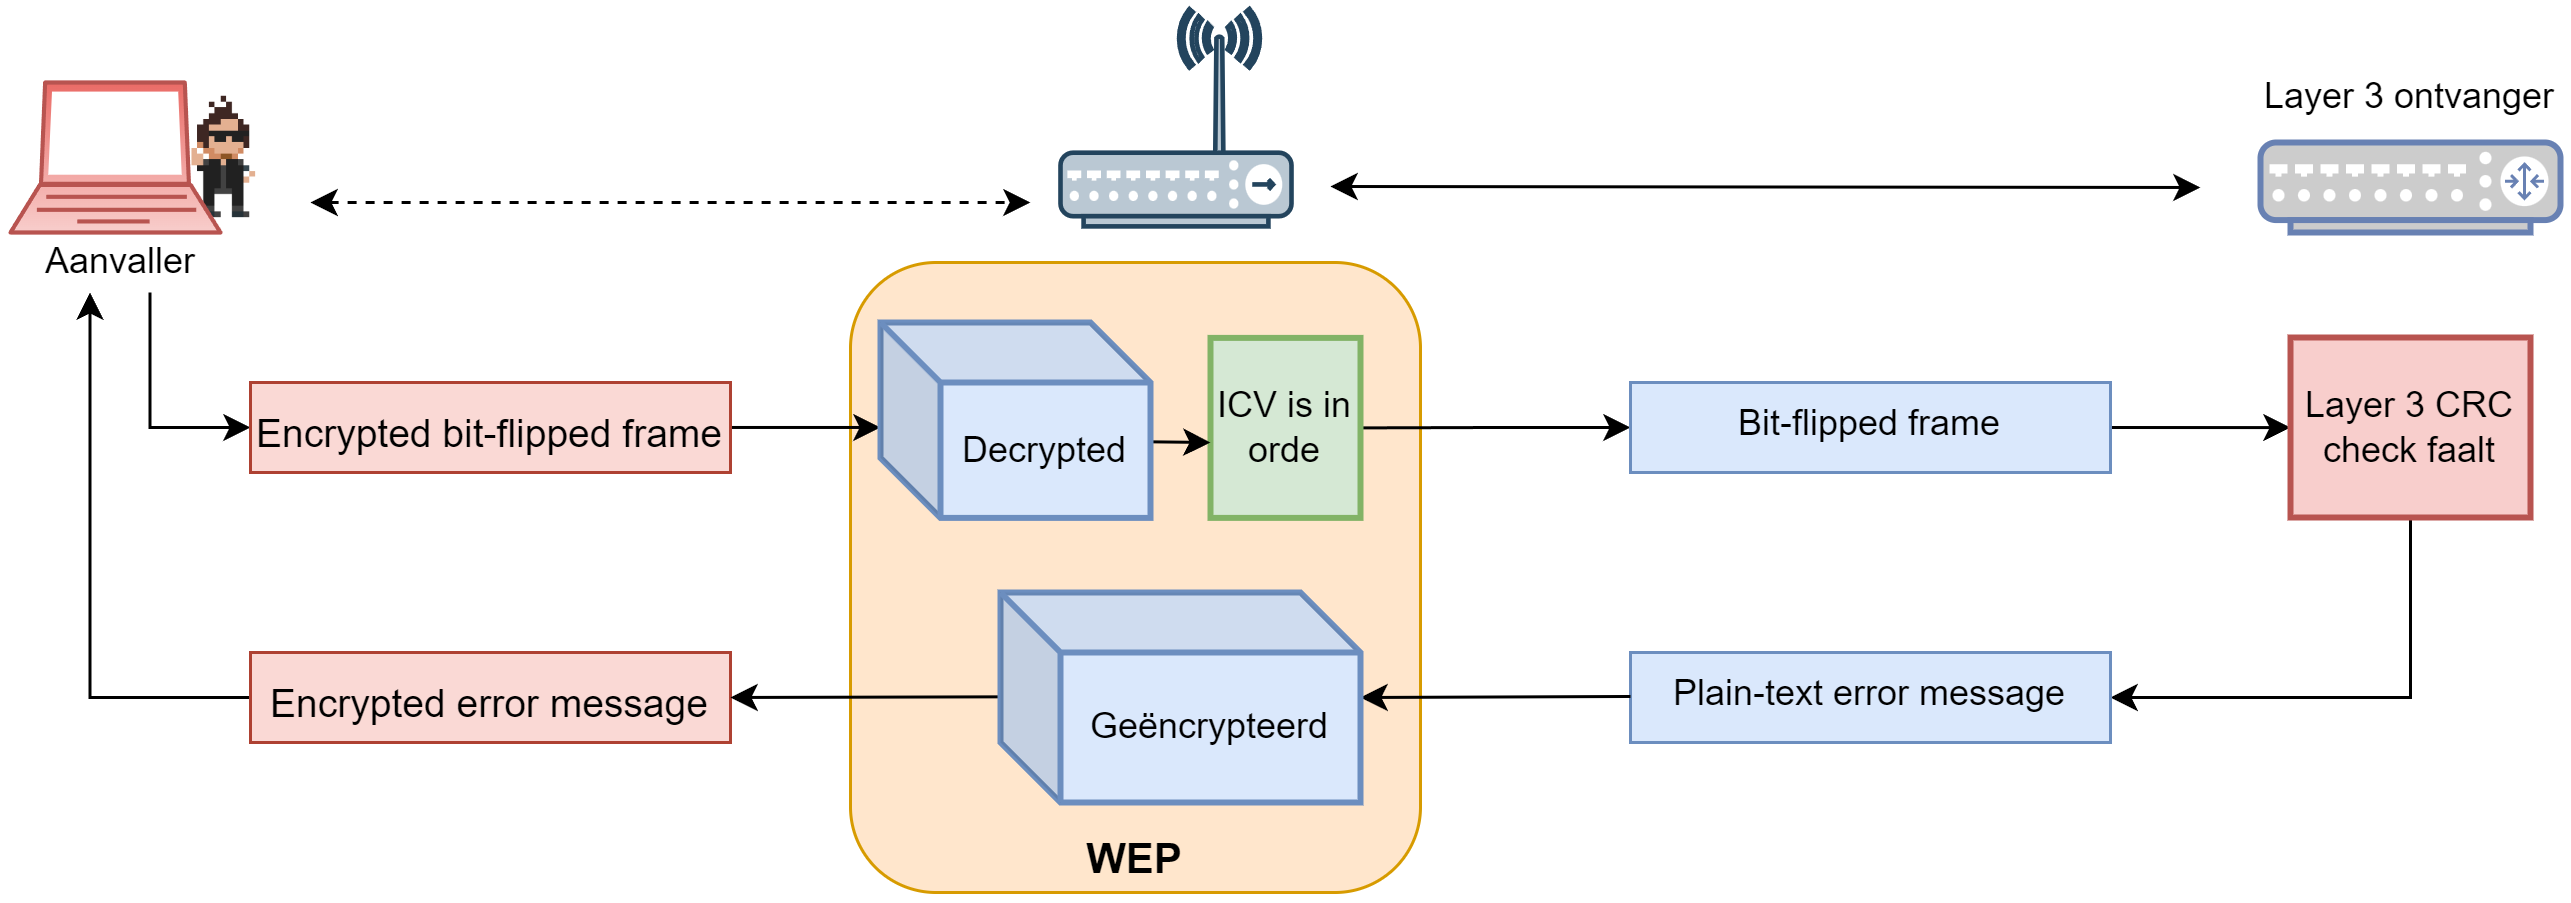 Layer 3 ontvanger
Aanvaller
Encrypted bit-flipped frame
Decrypted
ICV is in
orde
Bit-flipped frame
Layer 3 CRC
check faalt
Encrypted error message
Geëncrypteerd
Plain-text error message
WEP